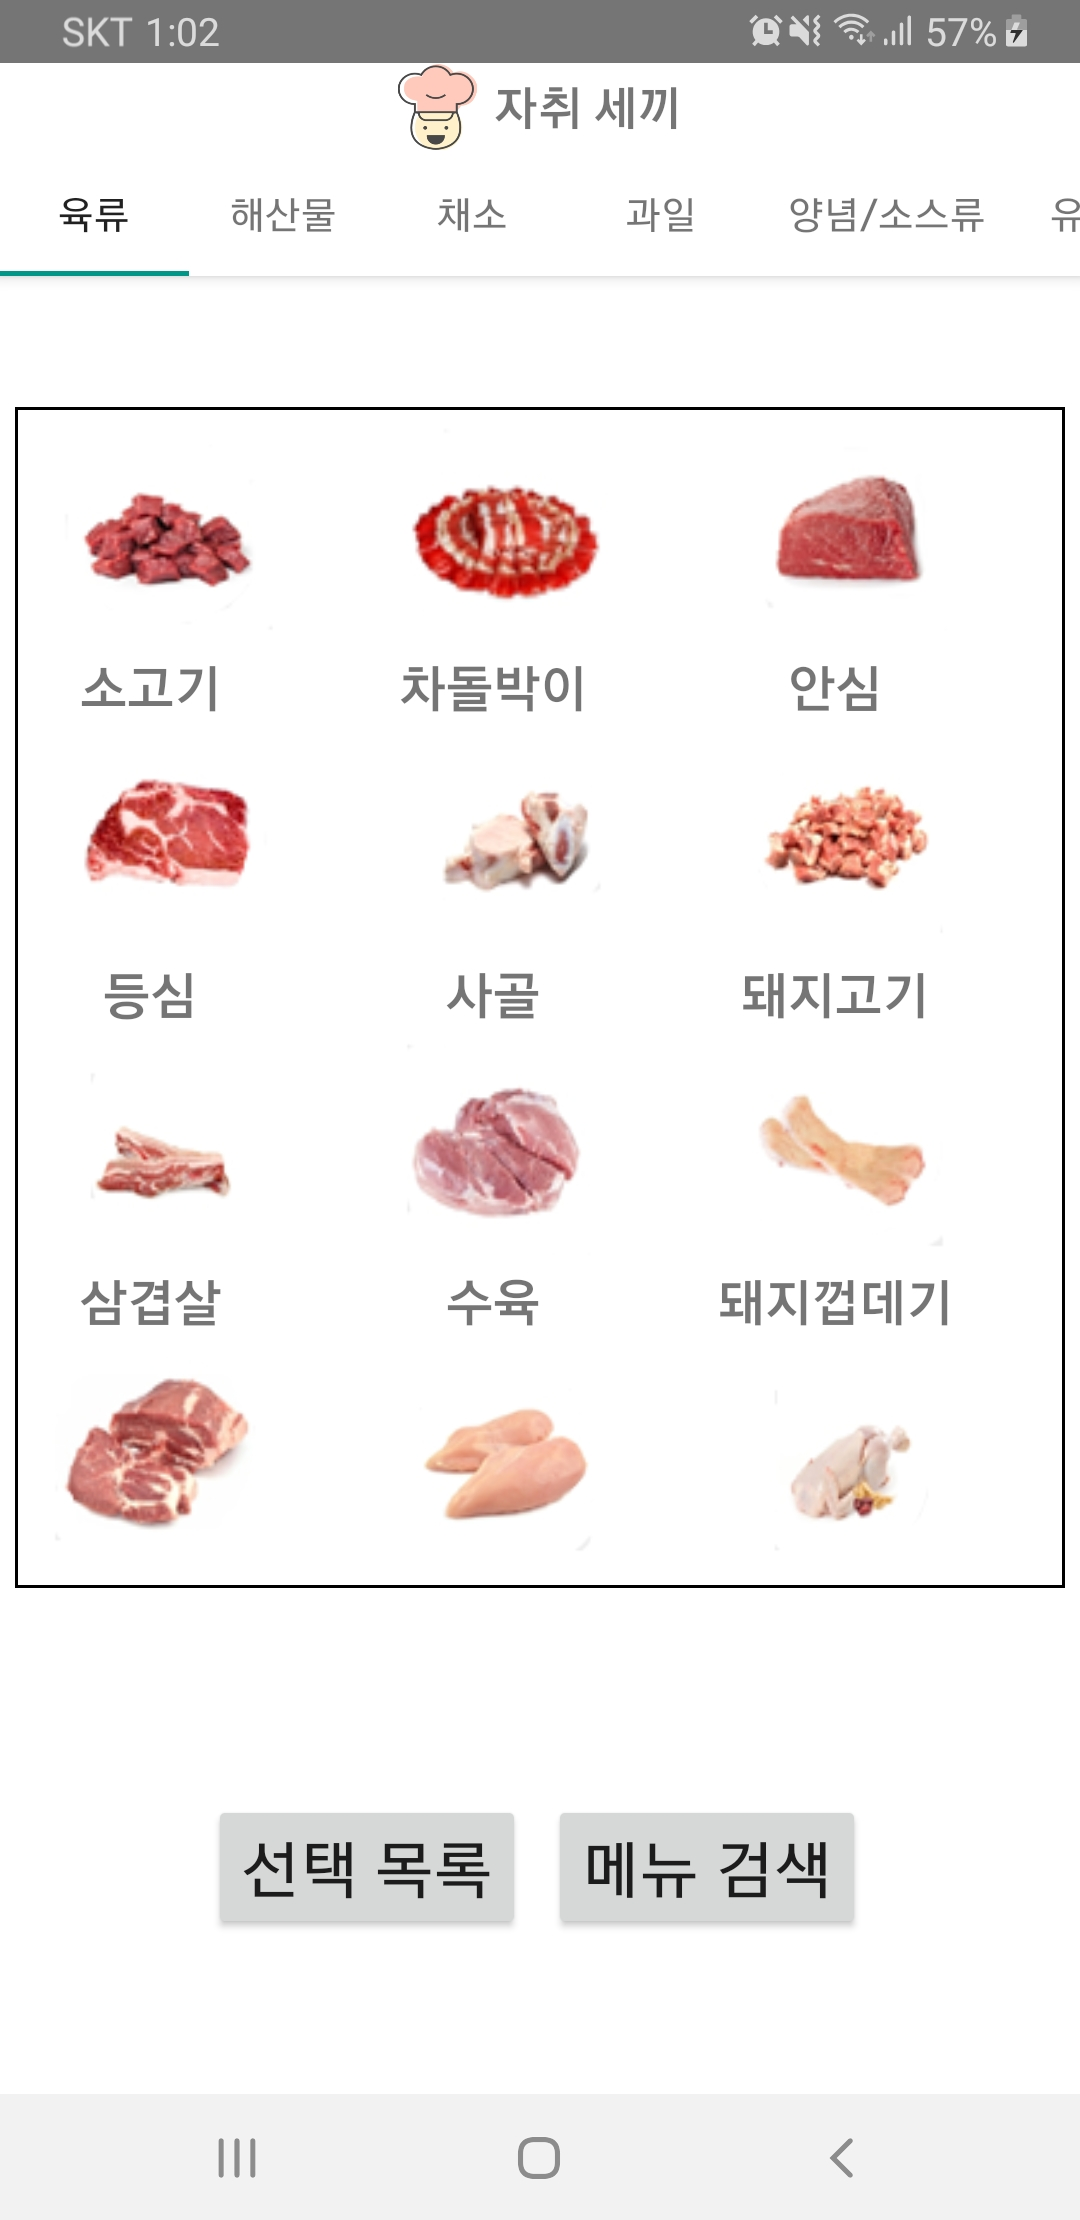 SKT 1:02 57%
자취 세끼
육류 해산물 채소 과일 양념/소스류 유
소고기 차돌박이 안심
등심 사골 돼지고기
삼겹살 수육 돼지껍데기
선택 목록 메뉴 검색